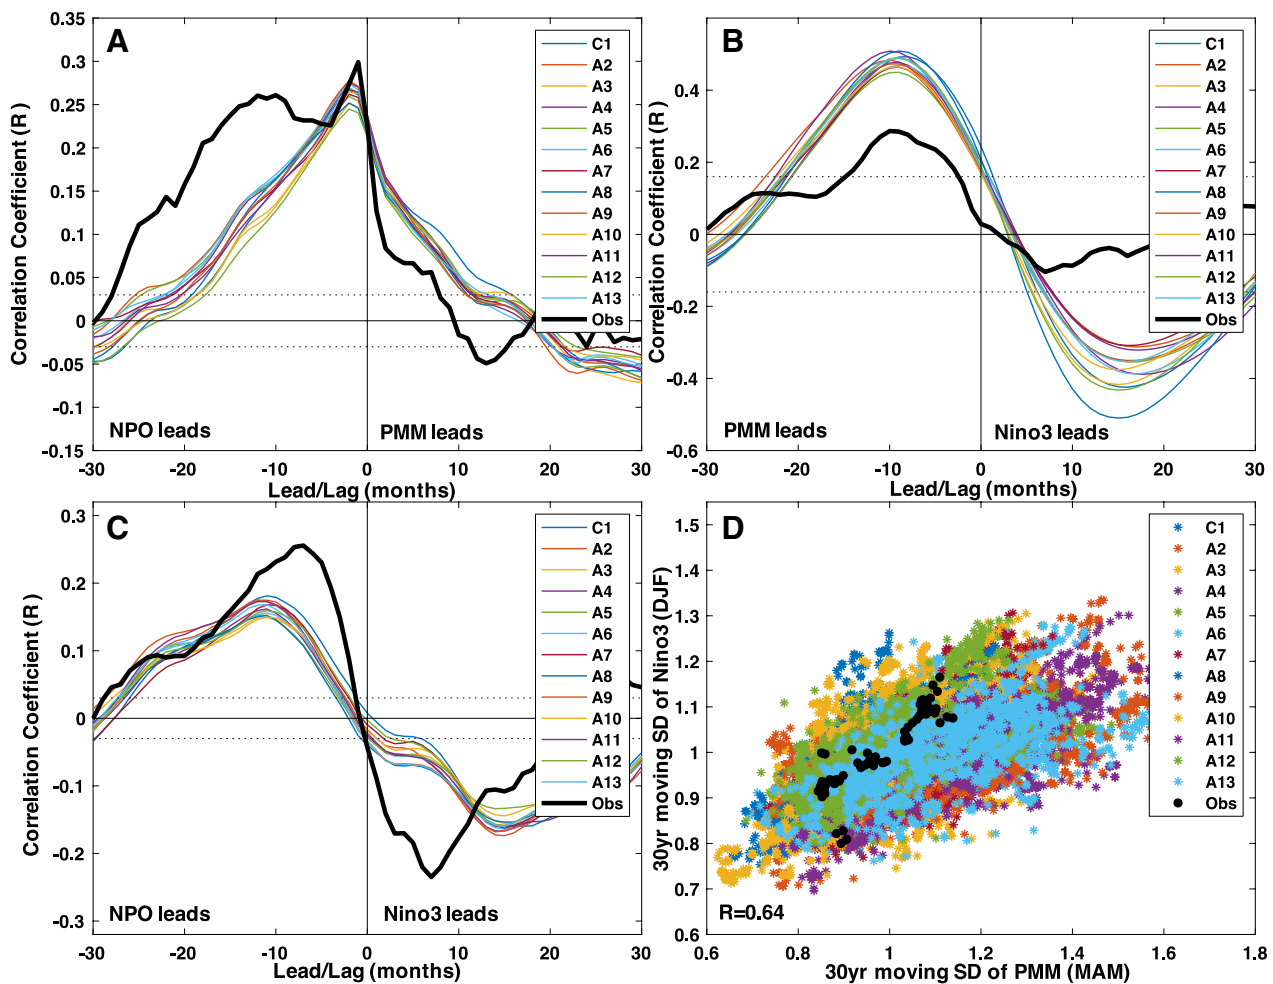 A
0.35
0.3
0.25
0.2
0.15
0.1
0.05
0
-0.05
-0.1
-0.15
Correlation Coefficient (R )
-30
-20
-10
0
10
20
30
Lead/Lag (months)
NPO leads
PMM leads
C1
A2
A3
A4
A5
A6
A7
A8
A9
A10
A11
A12
A13
Obs
B
0.4
0.2
0
-0.2
-0.4
-0.6
Correlation Coefficient (R )
-30
-20
-10
0
10
20
30
Lead/Lag (months)
PMM leads
Nino3 leads
C1
A2
A3
A4
A5
A6
A7
A8
A9
A10
A11
A12
A13
Obs
C
0.3
0.2
0.1
0
-0.1
-0.2
-0.3
Correlation Coefficient (R )
-30
-20
-10
0
10
20
30
Lead/Lag (months)
NPO leads
Nino3 leads
C1
A2
A3
A4
A5
A6
A7
A8
A9
A10
A11
A12
A13
Obs
D
1.5
1.4
1.3
1.2
1.1
1
0.9
0.8
0.7
0.6
30yr moving SD of Nino3 (DJF)
0.6
0.8
1
1.2
1.4
1.6
1.8
30yr moving SD of PMM (MAM)
R=0.64
C1
A2
A3
A4
A5
A6
A7
A8
A9
A10
A11
A12
A13
Obs